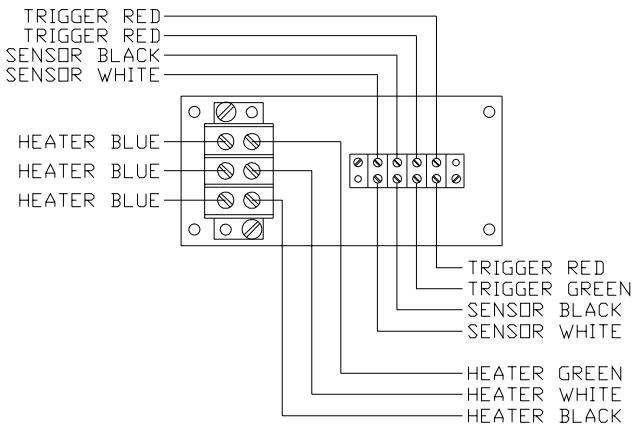 TRIGGER RED
TRIGGER RED
SENSOR BLACK
SENSOR WHITE
HEATER BLUE
HEATER BLUE
HEATER BLUE
TRIGGER RED
TRIGGER GREEN
SENSOR BLACK
SENSOR WHITE
HEATER GREEN
HEATER WHITE
HEATER BLACK